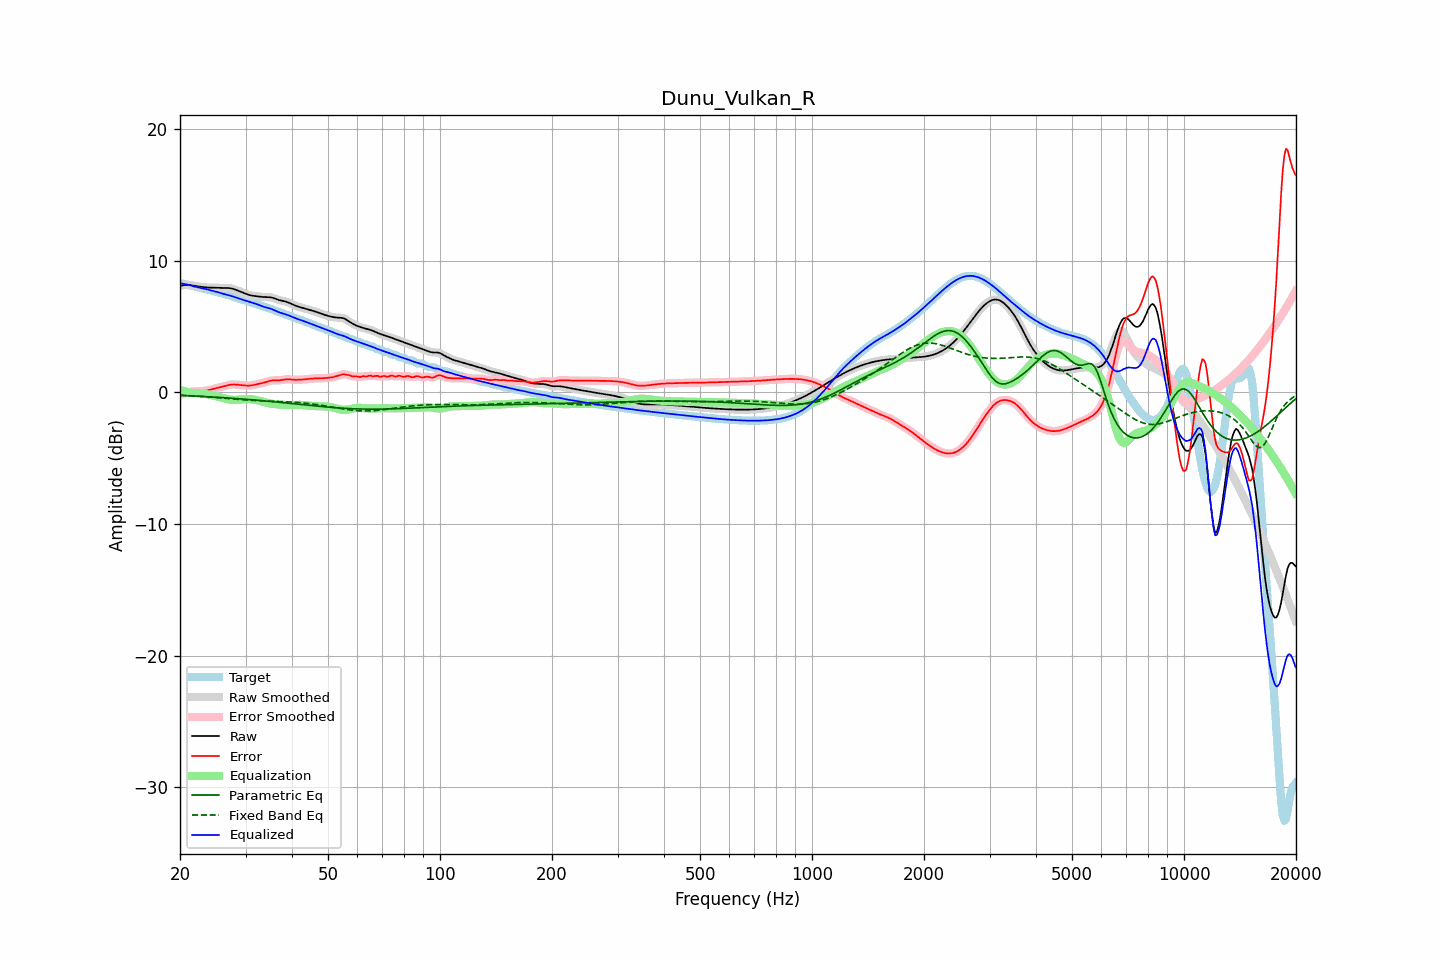 Dunu_Vulkan_R
20
10
0
−10
−20
−30
Amplitude (dBr)
Target
Raw Smoothed
Error Smoothed
Raw
Error
Equalization
Parametric Eq
Fixed Band Eq
Equalized
20 50 100 200 500 1000 2000 5000 10000 20000
Frequency (Hz)